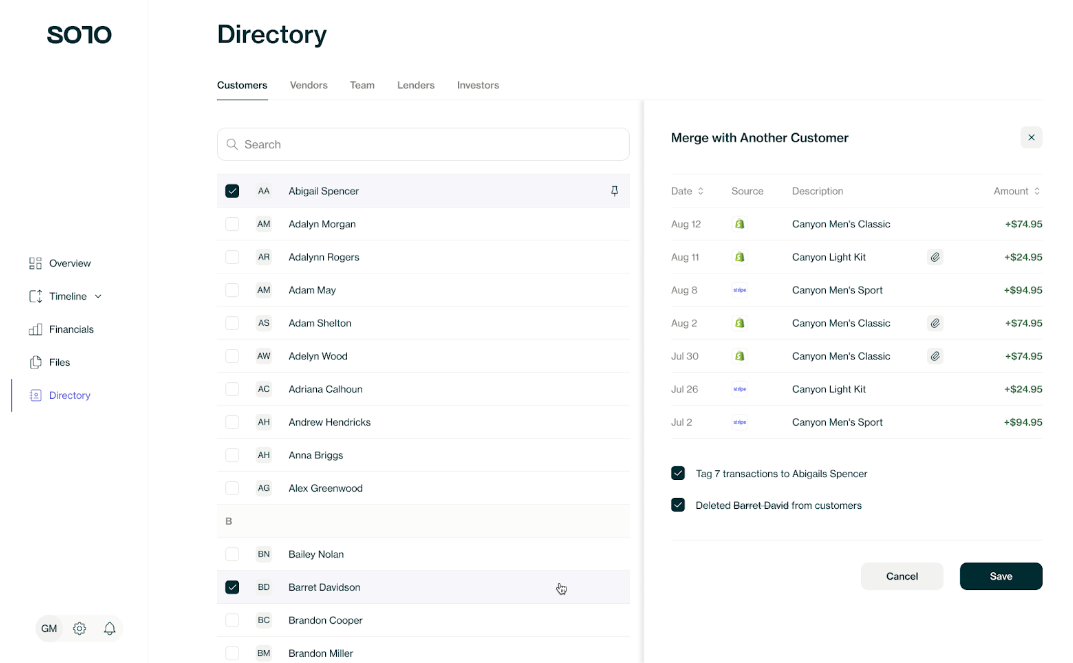 SOLO
Directory
Customers Vendors Team Lenders Investors
Search
AA Abigail Spencer
AM Adalyn Morgan
AR Adalynn Rogers
AM Adam May
AS Adam Shelton
AW Adelyn Wood
AC Adriana Calhoun
AH Andrew Hendricks
AH Anna Briggs
AG Alex Greenwood
B
BN Bailey Nolan
BD Barret Davidson
BC Brandon Cooper
BM Brandon Miller
Overview
Timeline
Financials
Files
Directory
GM
Merge with Another Customer
Date Source Description Amount
Aug 12 Canyon Men's Classic +$74.95
Aug 11 Canyon Light Kit +$24.95
Aug 8 stripe Canyon Men's Sport +$94.95
Aug 2 Canyon Men's Classic +$74.95
Jul 30 Canyon Men's Classic +$74.95
Jul 26 stripe Canyon Light Kit +$24.95
Jul 2 stripe Canyon Men's Sport +$94.95
Tag 7 transactions to Abigails Spencer
Deleted Barret David from customers
Cancel Save